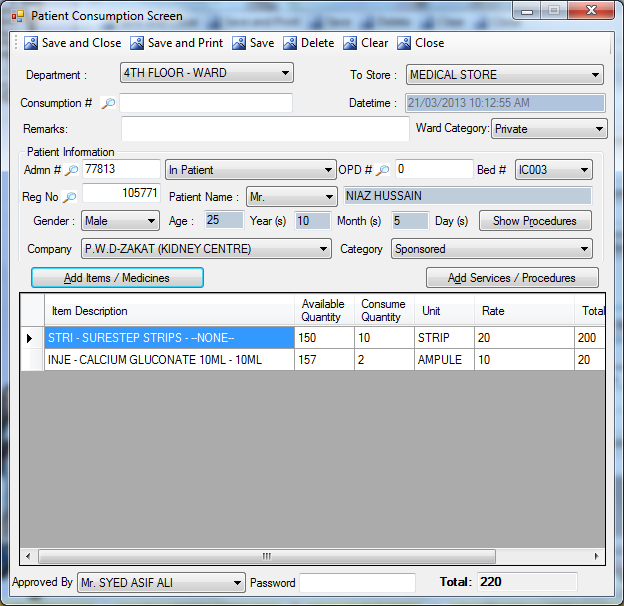 Patient Consumption Screen
Save and Close Save and Print Save Delete Clear Close
Department : 4TH FLOOR - WARD To Store : MEDICAL STORE
Consumption # Datetime : 21/03/2013 10:12:55 AM
Remarks: Ward Category: Private
Patient Information
Admn # 77813 In Patient OPD # 0 Bed # IC003
Reg No 105771 Patient Name : Mr. NIAZ HUSSAIN
Gender : Male Age : 25 Year (s) 10 Month (s) 5 Day (s) Show Procedures
Company P.W.D-ZAKAT (KIDNEY CENTRE) Category Sponsored
Add Items / Medicines Add Services / Procedures
Item Description Available Quantity Consume Quantity Unit Rate Total
STRI - SURESTEP STRIPS - --NONE-- 150 10 STRIP 20 200
INJE - CALCIUM GLUCONATE 10ML - 10ML 157 2 AMPULE 10 20
Approved By Mr. SYED ASIF ALI Password Total: 220